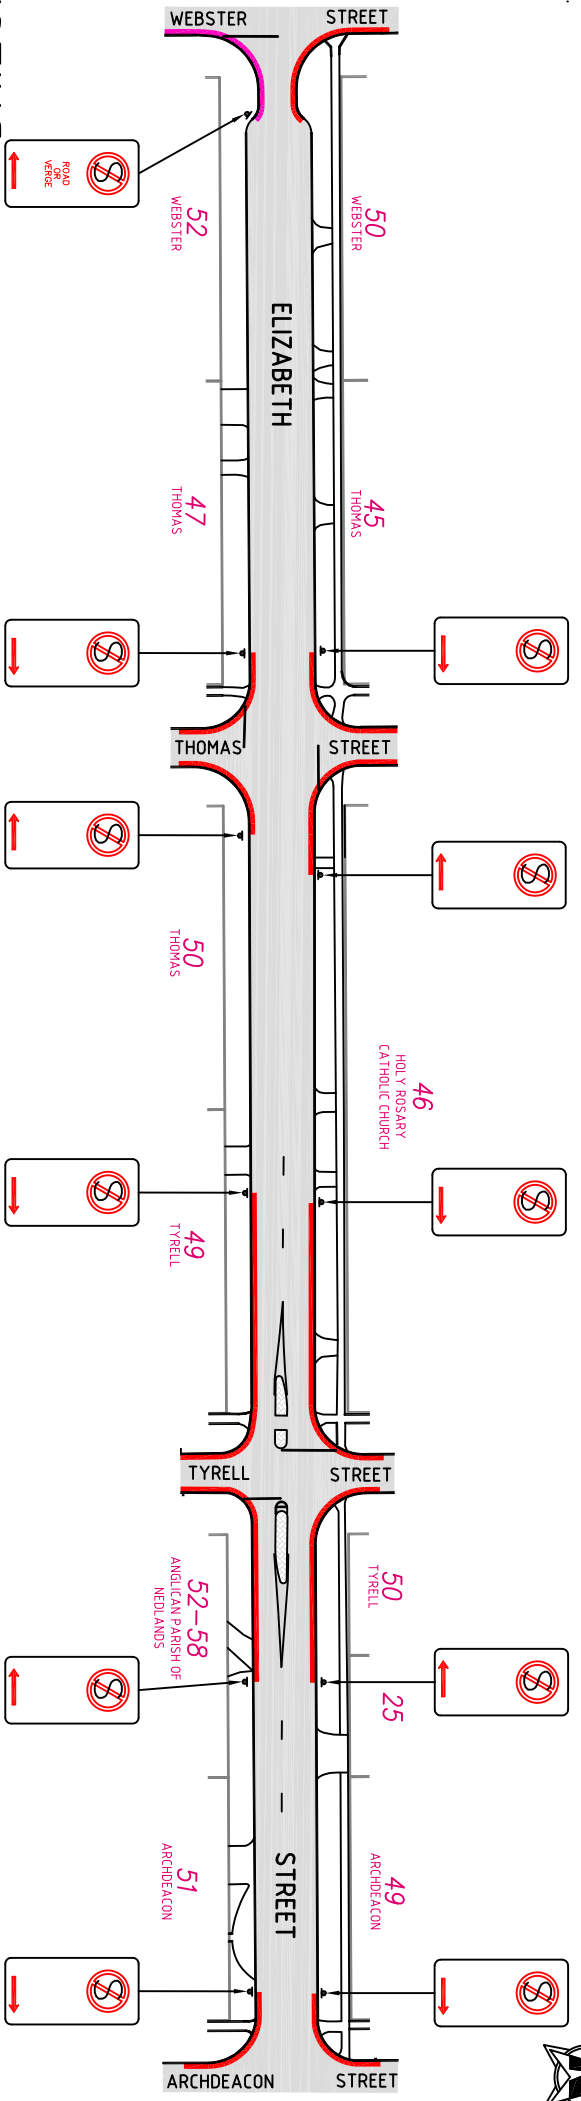 WEBSTER STREET
ROAD
OR
VERGE
52
WEBSTER
50
WEBSTER
ELIZABETH
47
THOMAS
45
THOMAS
S
S
S
THOMAS STREET
S
S
50
THOMAS
46
HOLY ROSARY
CATHOLIC CHURCH
S
S
49
TYRELL
TYRELL STREET
50
TYRELL
52-58
ANGLICAN PARISH OF
NEDLANDS
S
S
25
STREET
51
ARCHDEACON
49
ARCHDEACON
S
S
ARCHDEACON STREET